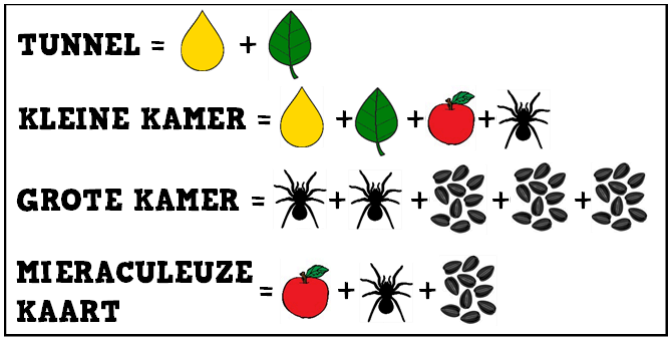 TUNNEL = +
KLEINE KAMER = + + +
GROTE KAMER = + + + +
MIERACULEUZE
KAART = + +